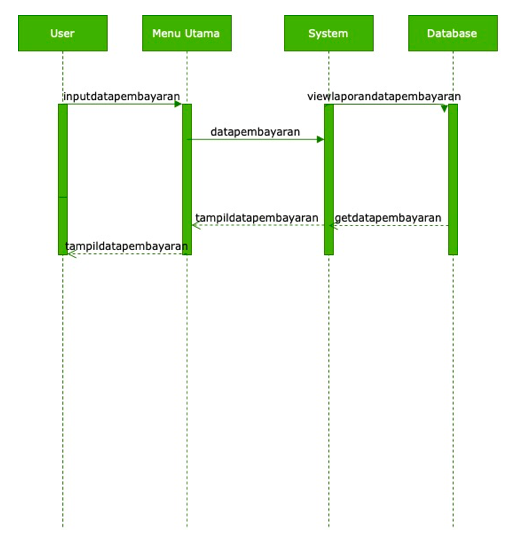 User
Menu Utama
System
Database
inputdatapembayaran
viewlaporandatapembayaran
datapembayaran
tampildatapembayaran
getdatapembayaran
tampildatapembayaran